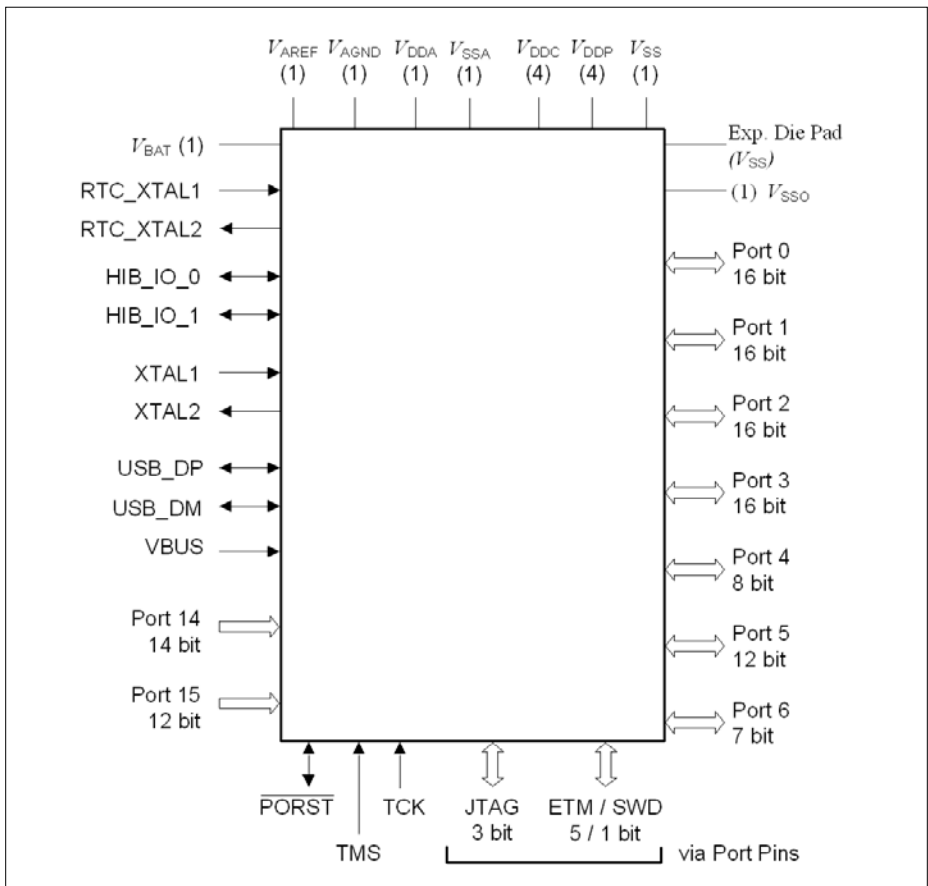 VAREF VAGND VDDA VSSA VDDC VDDP VSS
(1) (1) (1) (1) (4) (4) (1)
VBAT (1)
RTC_XTAL1
RTC_XTAL2
HIB_IO_0
HIB_IO_1
XTAL1
XTAL2
USB_DP
USB_DM
VBUS
Port 14
14 bit
Port 15
12 bit
Exp. Die Pad
(VSS)
(1) VSSO
Port 0
16 bit
Port 1
16 bit
Port 2
16 bit
Port 3
16 bit
Port 4
8 bit
Port 5
12 bit
Port 6
7 bit
PORST
TMS
TCK
JTAG
3 bit
ETM / SWD
5 / 1 bit
via Port Pins